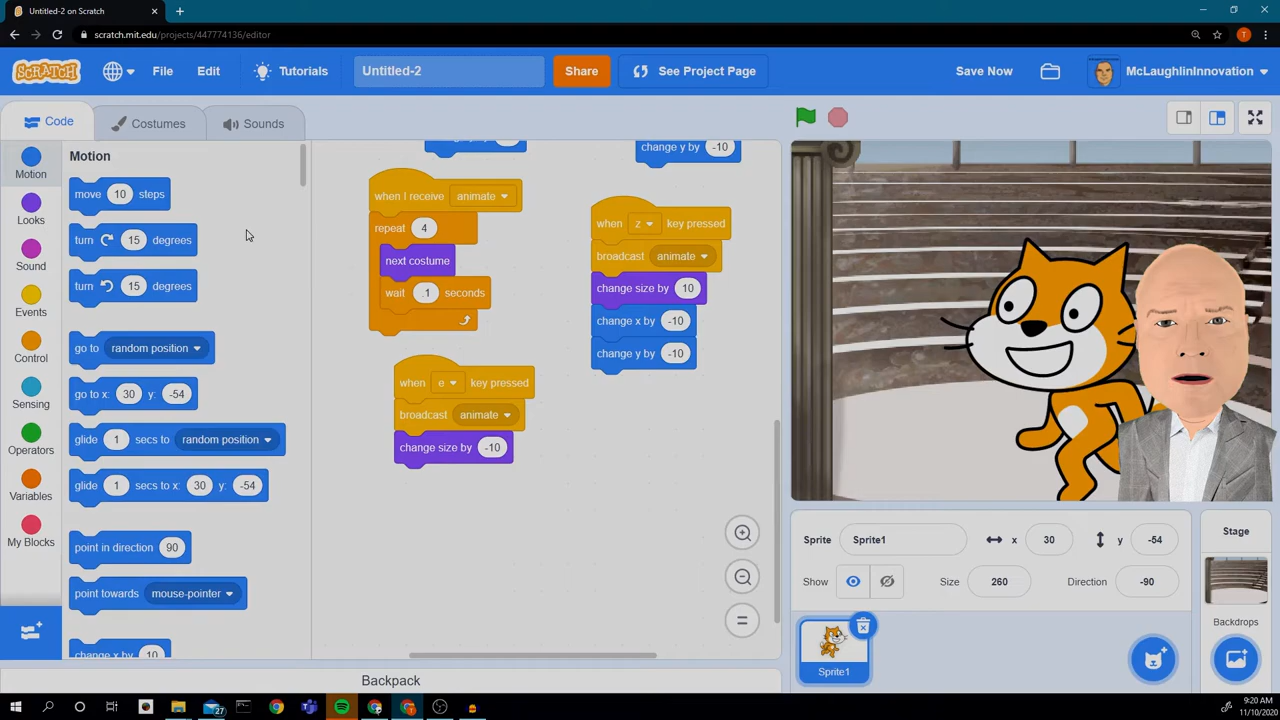 Untitled-2 on Scratch
scratch.mit.edu/projects/447774136/editor
T
SCRATCH
File
Edit
Tutorials
Untitled-2
Share
See Project Page
Save Now
McLaughlinInnovation
Code
Costumes
Sounds
Motion
Looks
Sound
Events
Control
Sensing
Operators
Variables
My Blocks
Motion
move 10 steps
turn 15 degrees
turn 15 degrees
go to random position
go to x: 30 y: -54
glide 1 secs to random position
glide 1 secs to x: 30 y: -54
point in direction 90
point towards mouse-pointer
change x by 10
change y by -10
when I receive animate
repeat 4
next costume
wait .1 seconds
when z key pressed
broadcast animate
change size by 10
change x by -10
change y by -10
when e key pressed
broadcast animate
change size by -10
Sprite Sprite1 x 30 y -54
Show Size 260 Direction -90
Sprite1
Stage
Backdrops
Backpack
27
9:20 AM
11/10/2020